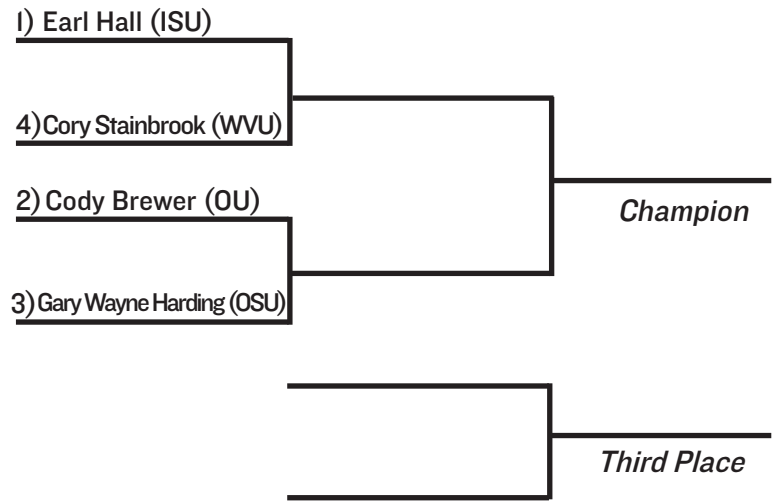 1) Earl Hall (ISU)
4) Cory Stainbrook (WVU)
2) Cody Brewer (OU)
Champion
3) Gary Wayne Harding (OSU)
Third Place